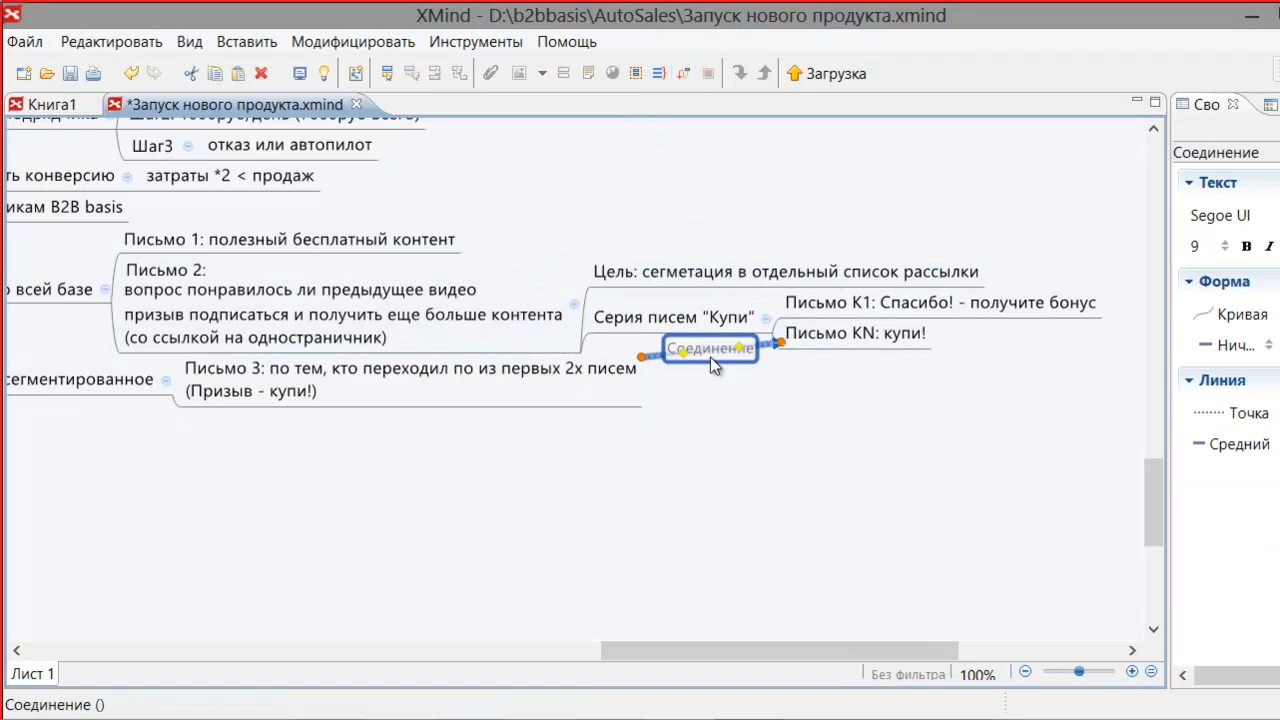 XMind - D:\b2bbasis\AutoSales\Запуск нового продукта.xmind
Файл Редактировать Вид Вставить Модифицировать Инструменты Помощь
Загрузка
Книга1 *Запуск нового продукта.xmind
Сво
Соединение
Текст
Segoe UI
9 B I
Форма
Кривая
Нич...
Линия
Точка
Средний
Шаг3 отказ или автопилот
ть конверсию затраты *2 < продаж
икам B2B basis
Письмо 1: полезный бесплатный контент
о всей базе
Письмо 2:
вопрос понравилось ли предыдущее видео
призыв подписаться и получить еще больше контента
(со ссылкой на одностраничник)
Цель: сегметация в отдельный список рассылки
Серия писем "Купи"
Письмо К1: Спасибо! - получите бонус
Письмо KN: купи!
Соединение
сегментированное
Письмо 3: по тем, кто переходил по из первых 2х писем
(Призыв - купи!)
Лист 1
Без фильтра 100%
Соединение ()